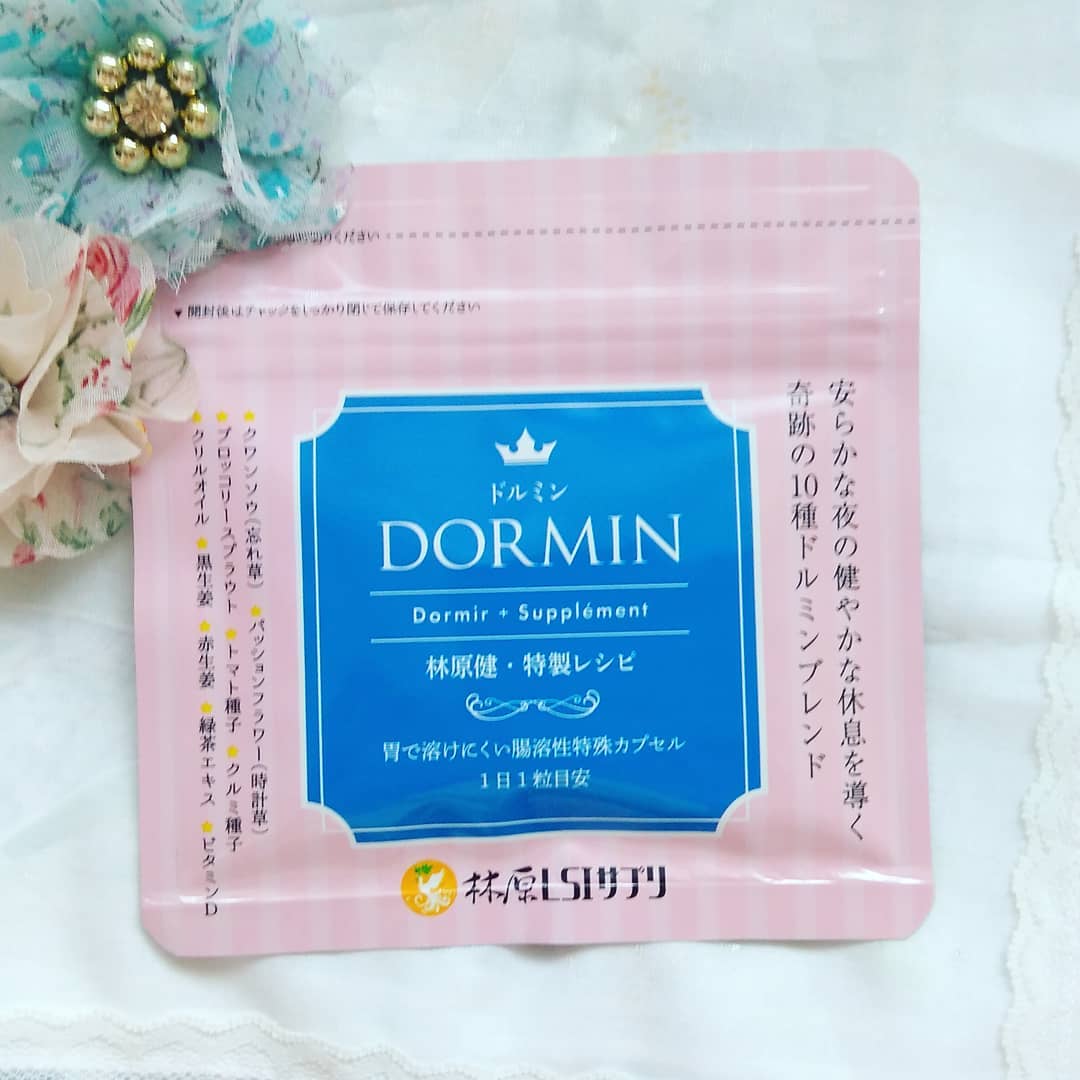 りください
▼開封後はチャックをしっかり閉じて保存してください
安らかな夜の健やかな休息を導く
奇跡の10種ドルミンブレンド
ドルミン
DORMIN
Dormir + Supplément
林原健・特製レシピ
胃で溶けにくい腸溶性特殊カプセル
1日1粒目安
★クワンソウ(忘れ草) ★パッションフラワー(時計草)
★ブロッコリースプラウト ★トマト種子 ★クルミ種子
★クリルオイル ★黒生姜 ★赤生姜 ★緑茶エキス ★ビタミンD
林原LSIサプリ